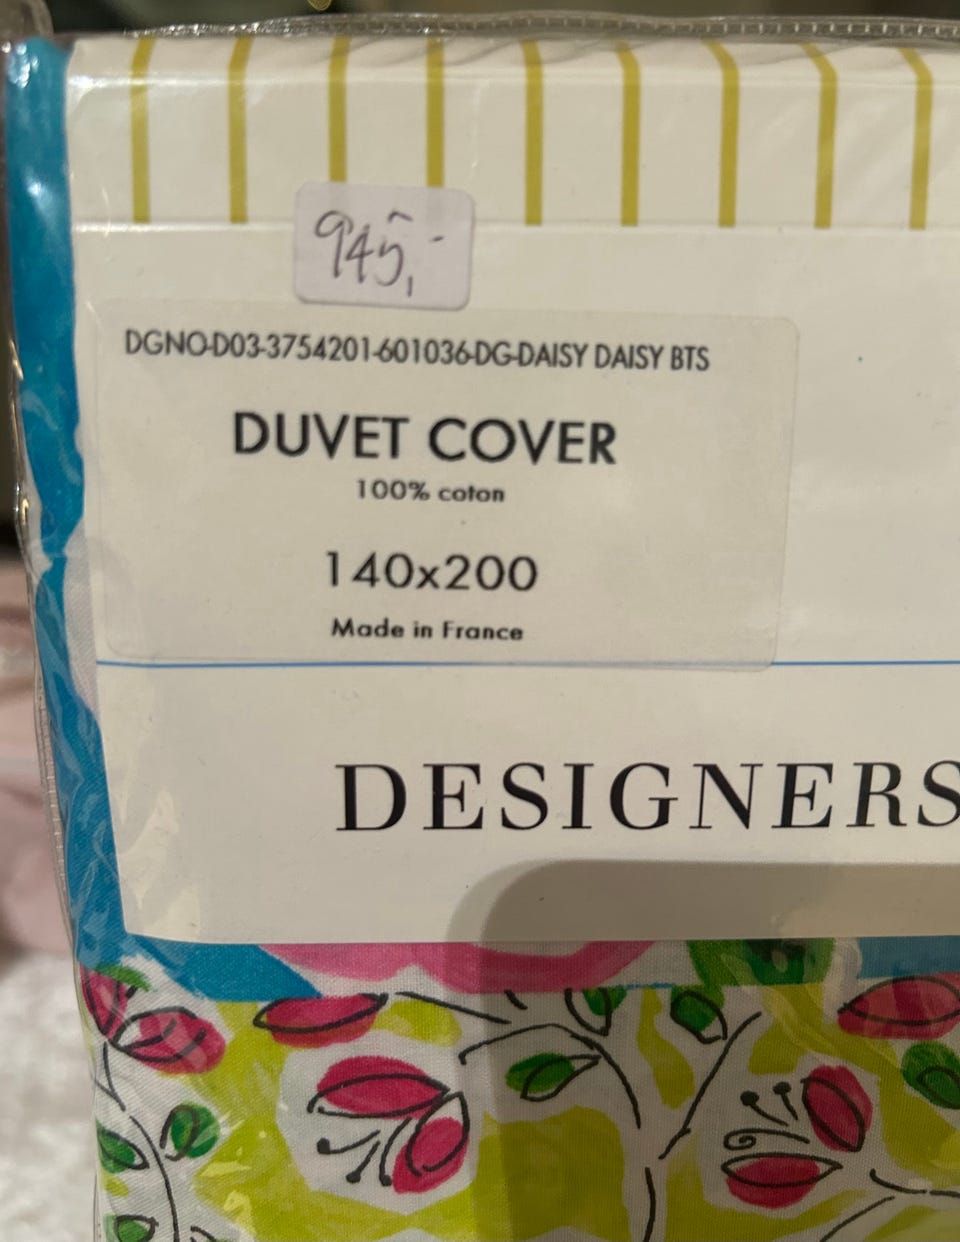 945,-
DGNO-D03-3754201-601036-DG-DAISY DAISY BTS
DUVET COVER
100% coton
140x200
Made in France
DESIGNERS